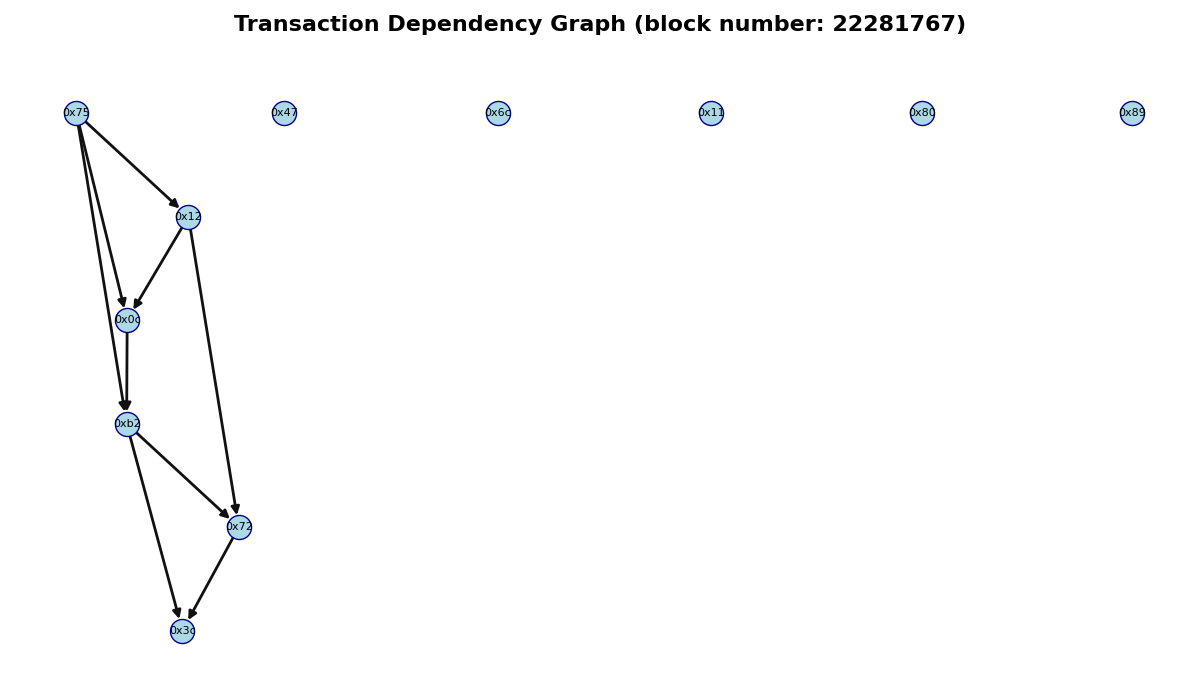 Transaction Dependency Graph (block number: 22281767)
0x75
0x47
0x6c
0x11
0x80
0x89
0x12
0x0c
0xb2
0x72
0x3c